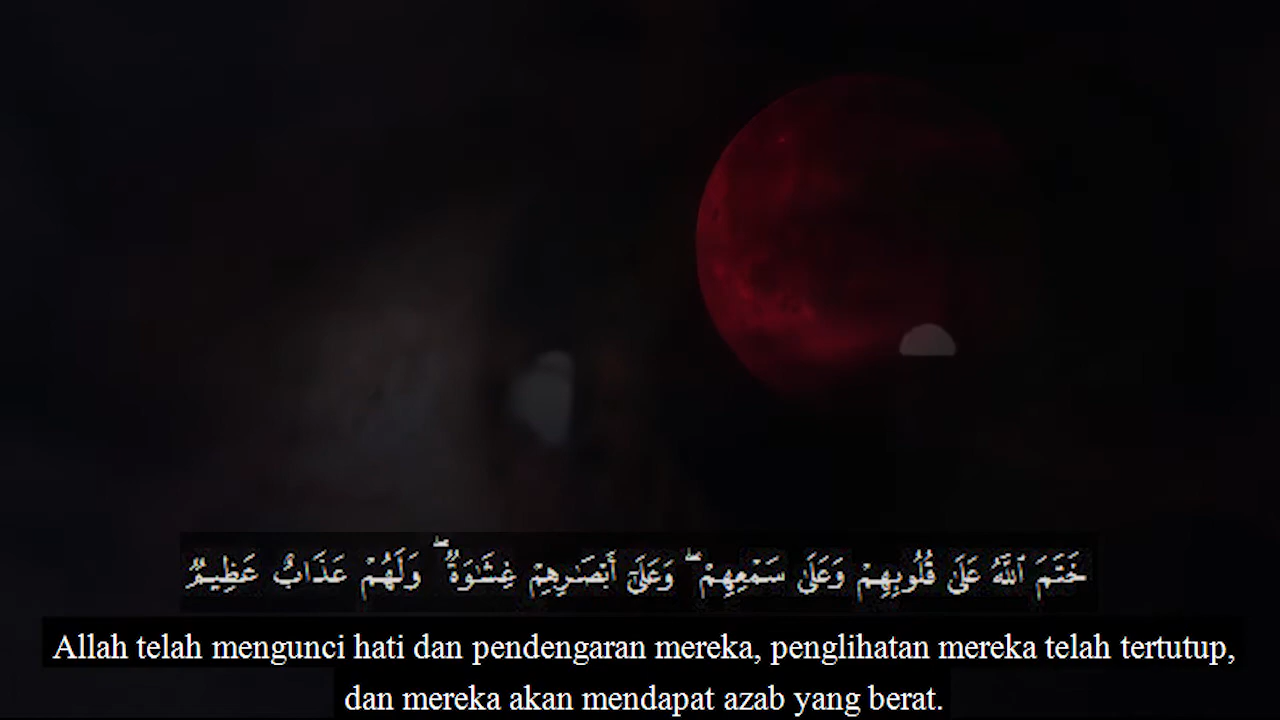 خَتَمَ ٱللَّهُ عَلَىٰ قُلُوبِهِمْ وَعَلَىٰ سَمْعِهِمْ ۖ وَعَلَىٰٓ أَبْصَـٰرِهِمْ غِشَـٰوَةٌ ۖ وَلَهُمْ عَذَابٌ عَظِيمٌ
Allah telah mengunci hati dan pendengaran mereka, penglihatan mereka telah tertutup,
dan mereka akan mendapat azab yang berat.